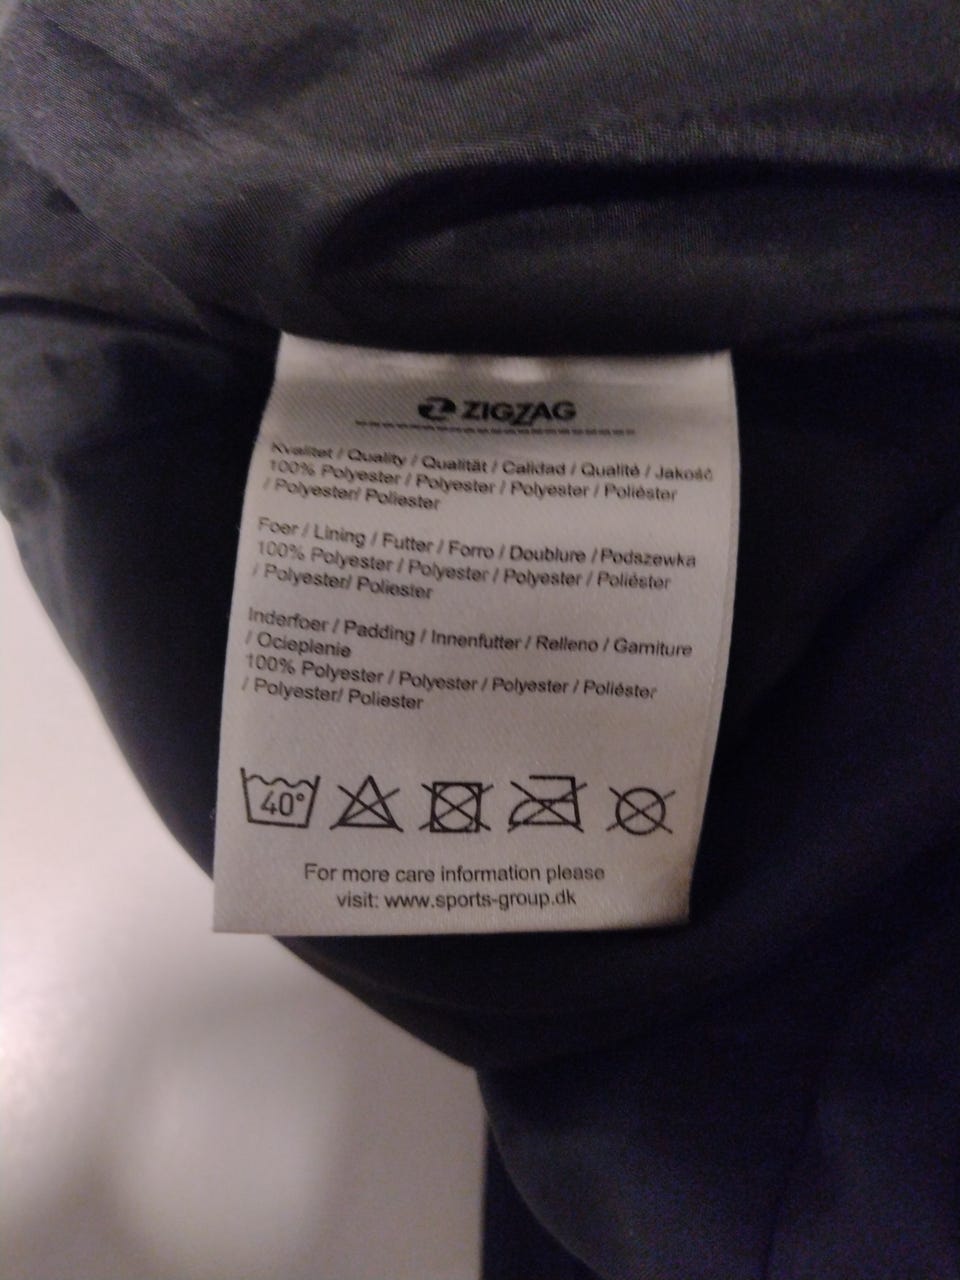 ZIGZAG
Kvalitet / Quality / Qualität / Calidad / Qualité / Jakość
100% Polyester / Polyester / Polyester / Poliéster
/ Polyester/ Poliester
Foer / Lining / Futter / Forro / Doublure / Podszewka
100% Polyester / Polyester / Polyester / Poliéster
/ Polyester/ Poliester
Inderfoer / Padding / Innenfutter / Relleno / Garniture
/ Ocieplenie
100% Polyester / Polyester / Polyester / Poliéster
/ Polyester/ Poliester
40°
For more care information please
visit: www.sports-group.dk